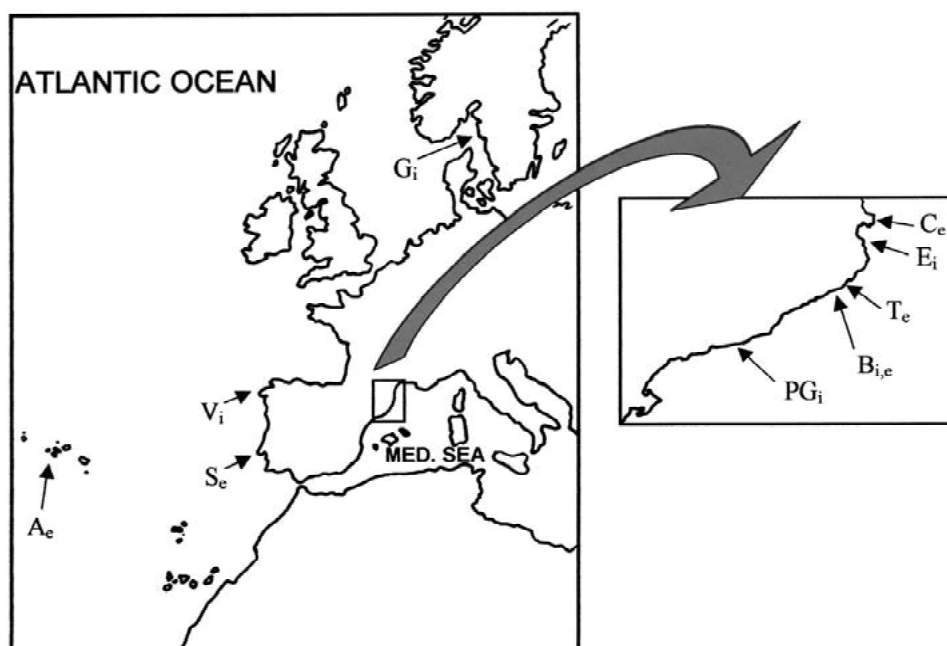 ATLANTIC OCEAN
Gi
Ce
Ei
Te
Bi,e
PGi
Vi
MED. SEA
Se
Ae